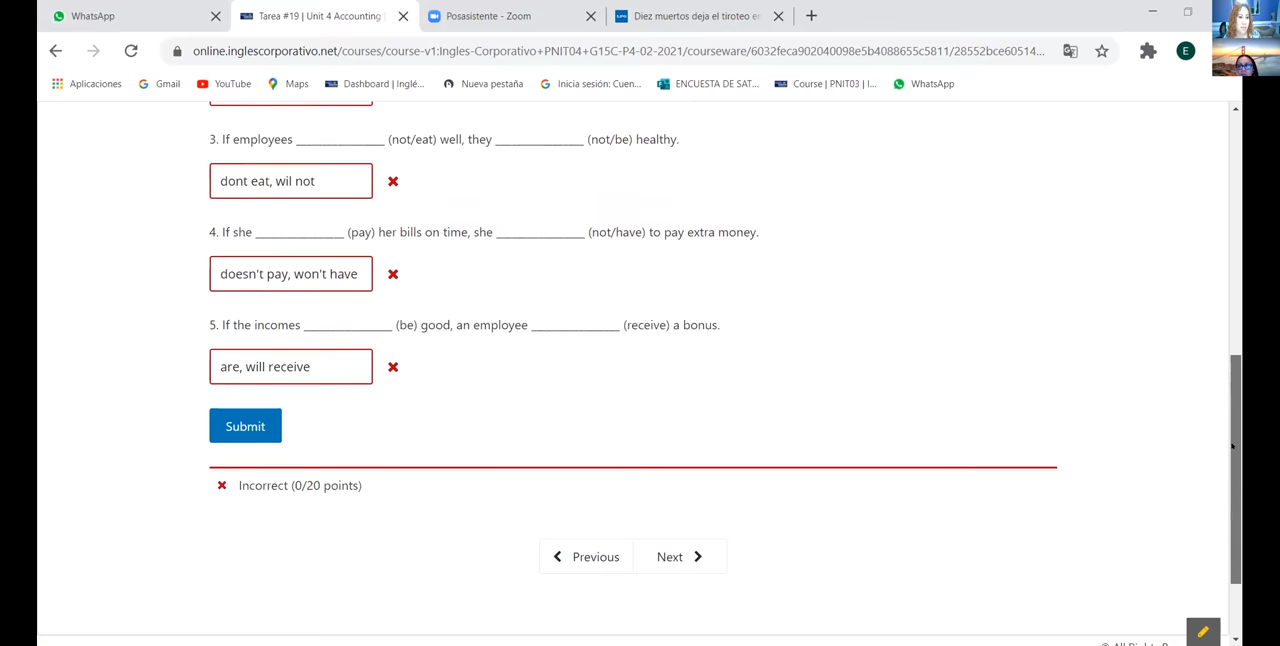 WhatsApp
Tarea #19 | Unit 4 Accounting
Posasistente - Zoom
Diez muertos deja el tiroteo en
online.inglescorporativo.net/courses/course-v1:Ingles-Corporativo+PNIT04+G15C-P4-02-2021/courseware/6032feca902040098e5b4088655c5811/28552bce60514...
E
Aplicaciones
Gmail
YouTube
Maps
Dashboard | Inglé...
Nueva pestaña
Inicia sesión: Cuen...
ENCUESTA DE SAT...
Course | PNIT03 | I...
WhatsApp
3. If employees _______________ (not/eat) well, they _______________ (not/be) healthy.
dont eat, wil not
4. If she _______________ (pay) her bills on time, she _______________ (not/have) to pay extra money.
doesn't pay, won't have
5. If the incomes _______________ (be) good, an employee _______________ (receive) a bonus.
are, will receive
Submit
Incorrect (0/20 points)
Previous
Next